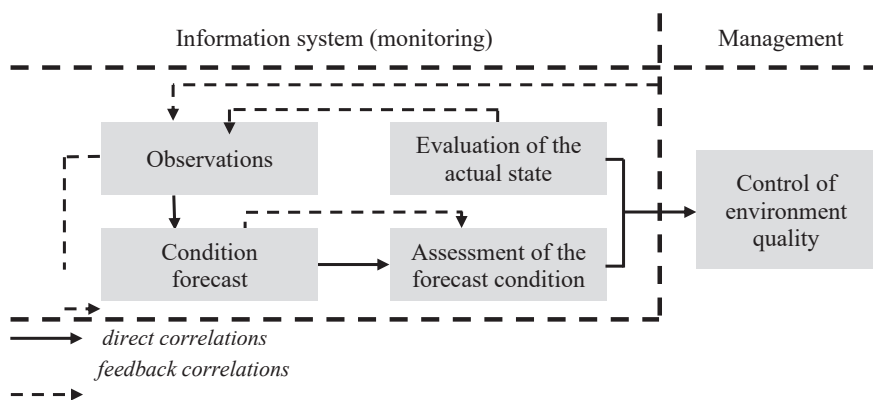 Information system (monitoring)
Management
Observations
Evaluation of the
actual state
Control of
environment
quality
Condition
forecast
Assessment of the
forecast condition
direct correlations
feedback correlations